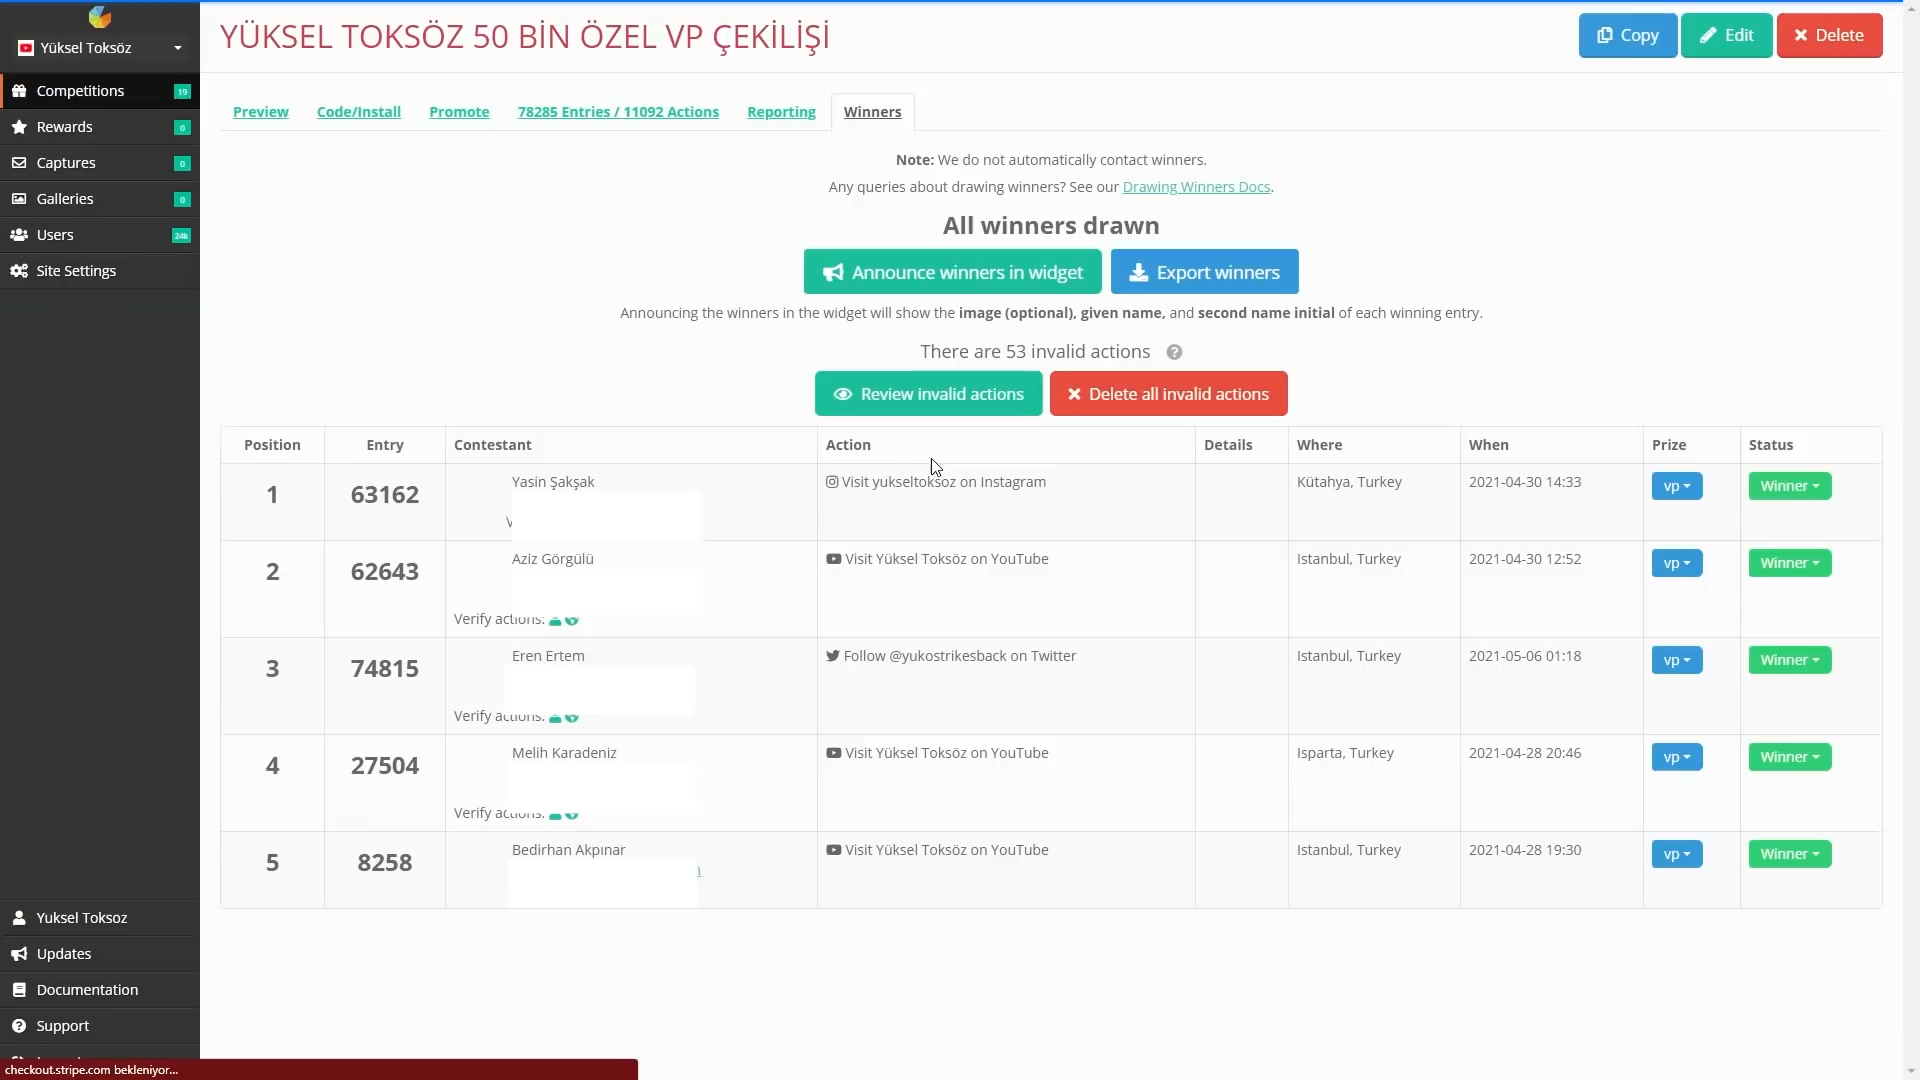 YÜKSEL TOKSÖZ 50 BİN ÖZEL VP ÇEKİLİŞİ
Copy
Edit
Delete
Yüksel Toksöz
Competitions 19
Rewards 0
Captures 0
Galleries 0
Users 24k
Site Settings
Preview
Code/Install
Promote
78285 Entries / 11092 Actions
Reporting
Winners
Note: We do not automatically contact winners.
Any queries about drawing winners? See our Drawing Winners Docs.
All winners drawn
Announce winners in widget
Export winners
Announcing the winners in the widget will show the image (optional), given name, and second name initial of each winning entry.
There are 53 invalid actions ?
Review invalid actions
Delete all invalid actions
Position Entry Contestant Action Details Where When Prize Status
1 63162 Yasin Şakşak Visit yukseltoksoz on Instagram Kütahya, Turkey 2021-04-30 14:33 vp Winner
2 62643 Aziz Görgülü Visit Yüksel Toksöz on YouTube Istanbul, Turkey 2021-04-30 12:52 vp Winner
Verify actions:
3 74815 Eren Ertem Follow @yukostrikesback on Twitter Istanbul, Turkey 2021-05-06 01:18 vp Winner
Verify actions:
4 27504 Melih Karadeniz Visit Yüksel Toksöz on YouTube Isparta, Turkey 2021-04-28 20:46 vp Winner
Verify actions:
5 8258 Bedirhan Akpınar Visit Yüksel Toksöz on YouTube Istanbul, Turkey 2021-04-28 19:30 vp Winner
Yuksel Toksoz
Updates
Documentation
Support
checkout.stripe.com bekleniyor...